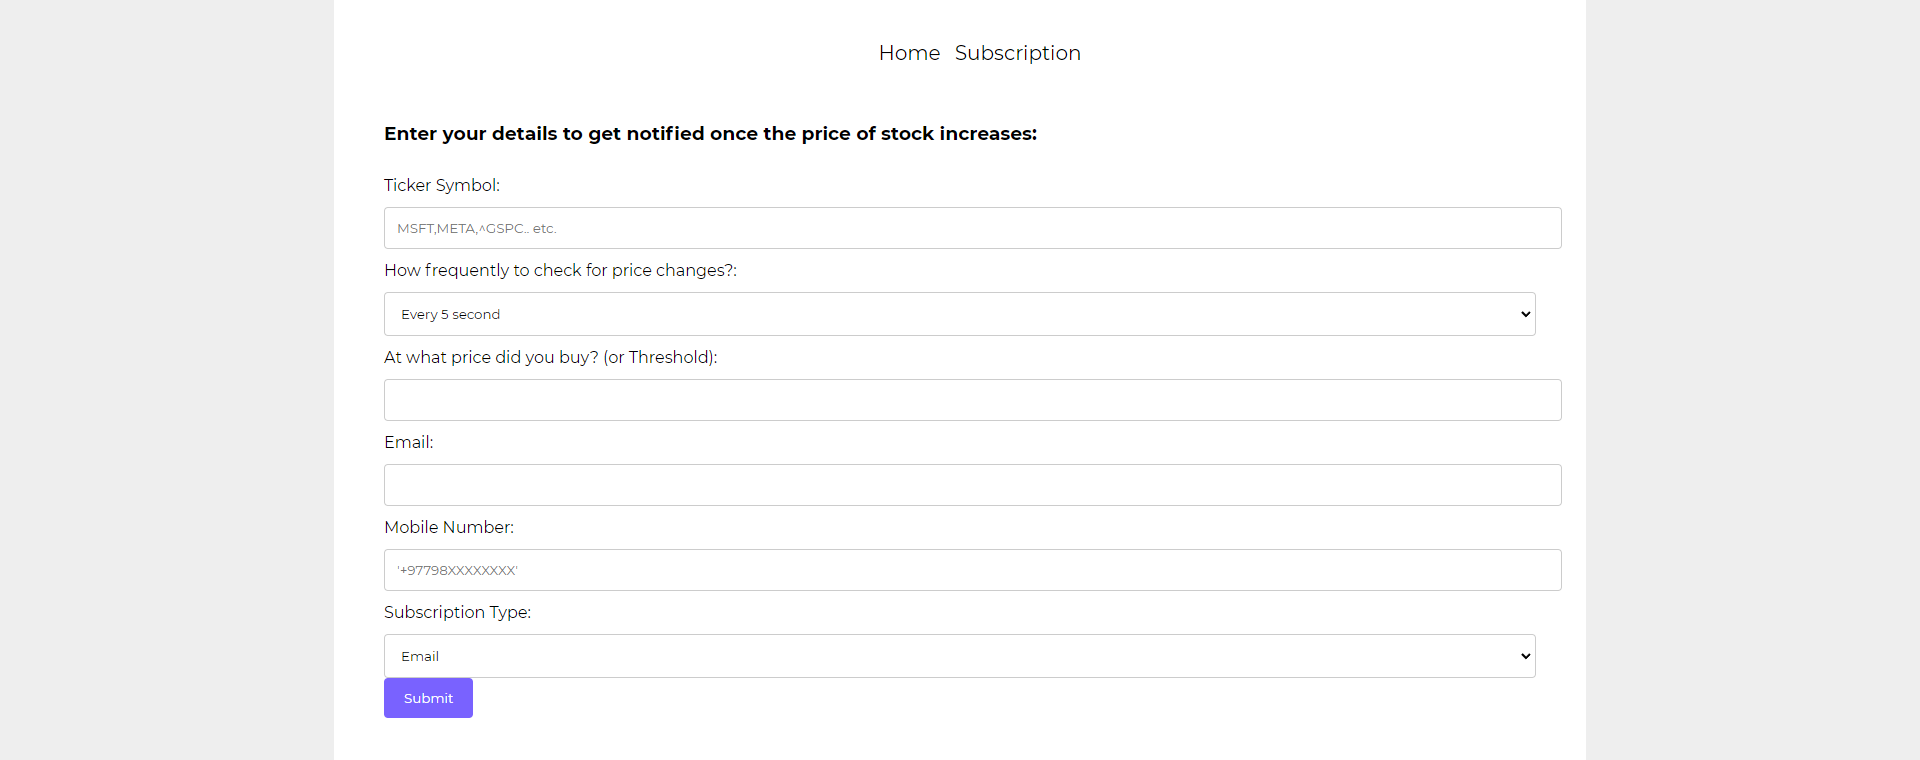 Home Subscription
Enter your details to get notified once the price of stock increases:
Ticker Symbol:
MSFT,META,^GSPC.. etc.
How frequently to check for price changes?:
Every 5 second
At what price did you buy? (or Threshold):
Email:
Mobile Number:
'+97798XXXXXXXX'
Subscription Type:
Email
Submit